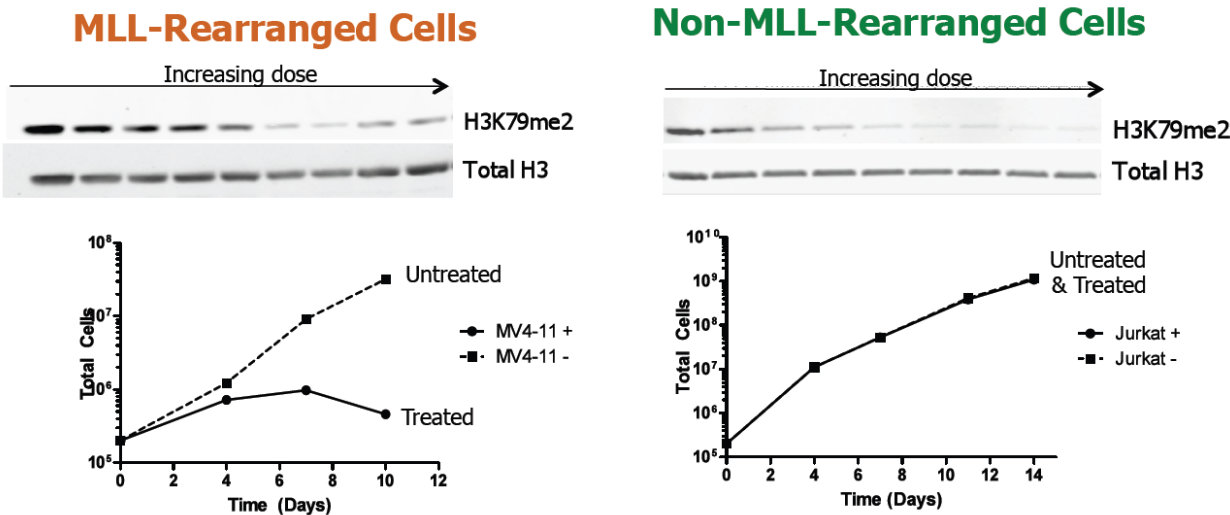 MLL-Rearranged Cells
Increasing dose
H3K79me2
Total H3
10^8
10^7
10^6
10^5
Total Cells
0 2 4 6 8 10 12
Time (Days)
Untreated
MV4-11 +
MV4-11 -
Treated
Non-MLL-Rearranged Cells
Increasing dose
H3K79me2
Total H3
10^10
10^9
10^8
10^7
10^6
10^5
Total Cells
0 2 4 6 8 10 12 14
Time (Days)
Untreated
& Treated
Jurkat +
Jurkat -